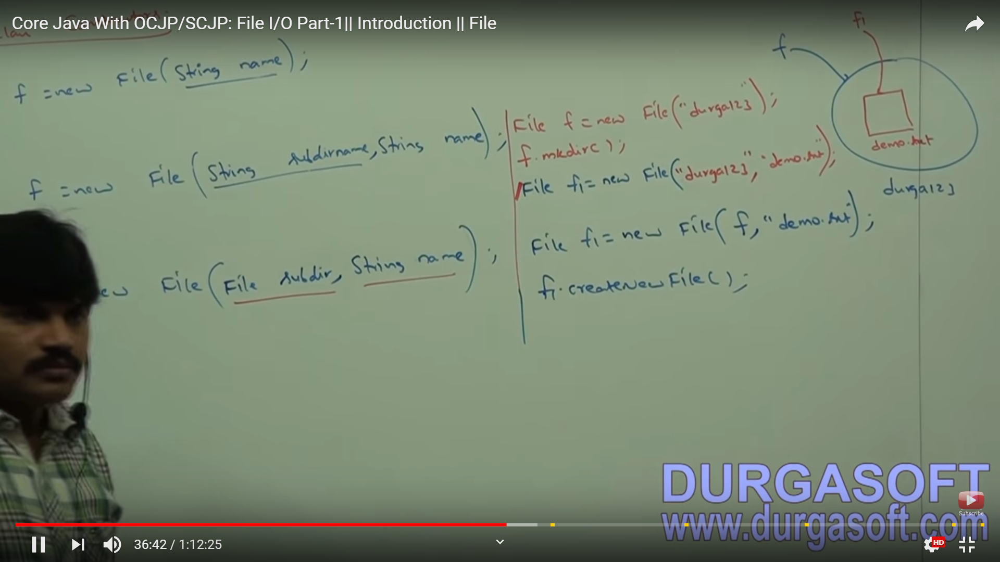 Core Java With OCJP/SCJP: File I/O Part-1|| Introduction || File
f = new File(String name);
f = new File(String subdirname, String name);
ew File(File subdir, String name);
File f = new File("durga123");
f.mkdir();
File f1 = new File("durga123", "demo.txt");
File f1 = new File(f, "demo.txt");
f1.createNewFile();
f1
f
demo.txt
durga123
DURGASOFT
www.durgasoft.com
Subscribe
36:42 / 1:12:25
HD